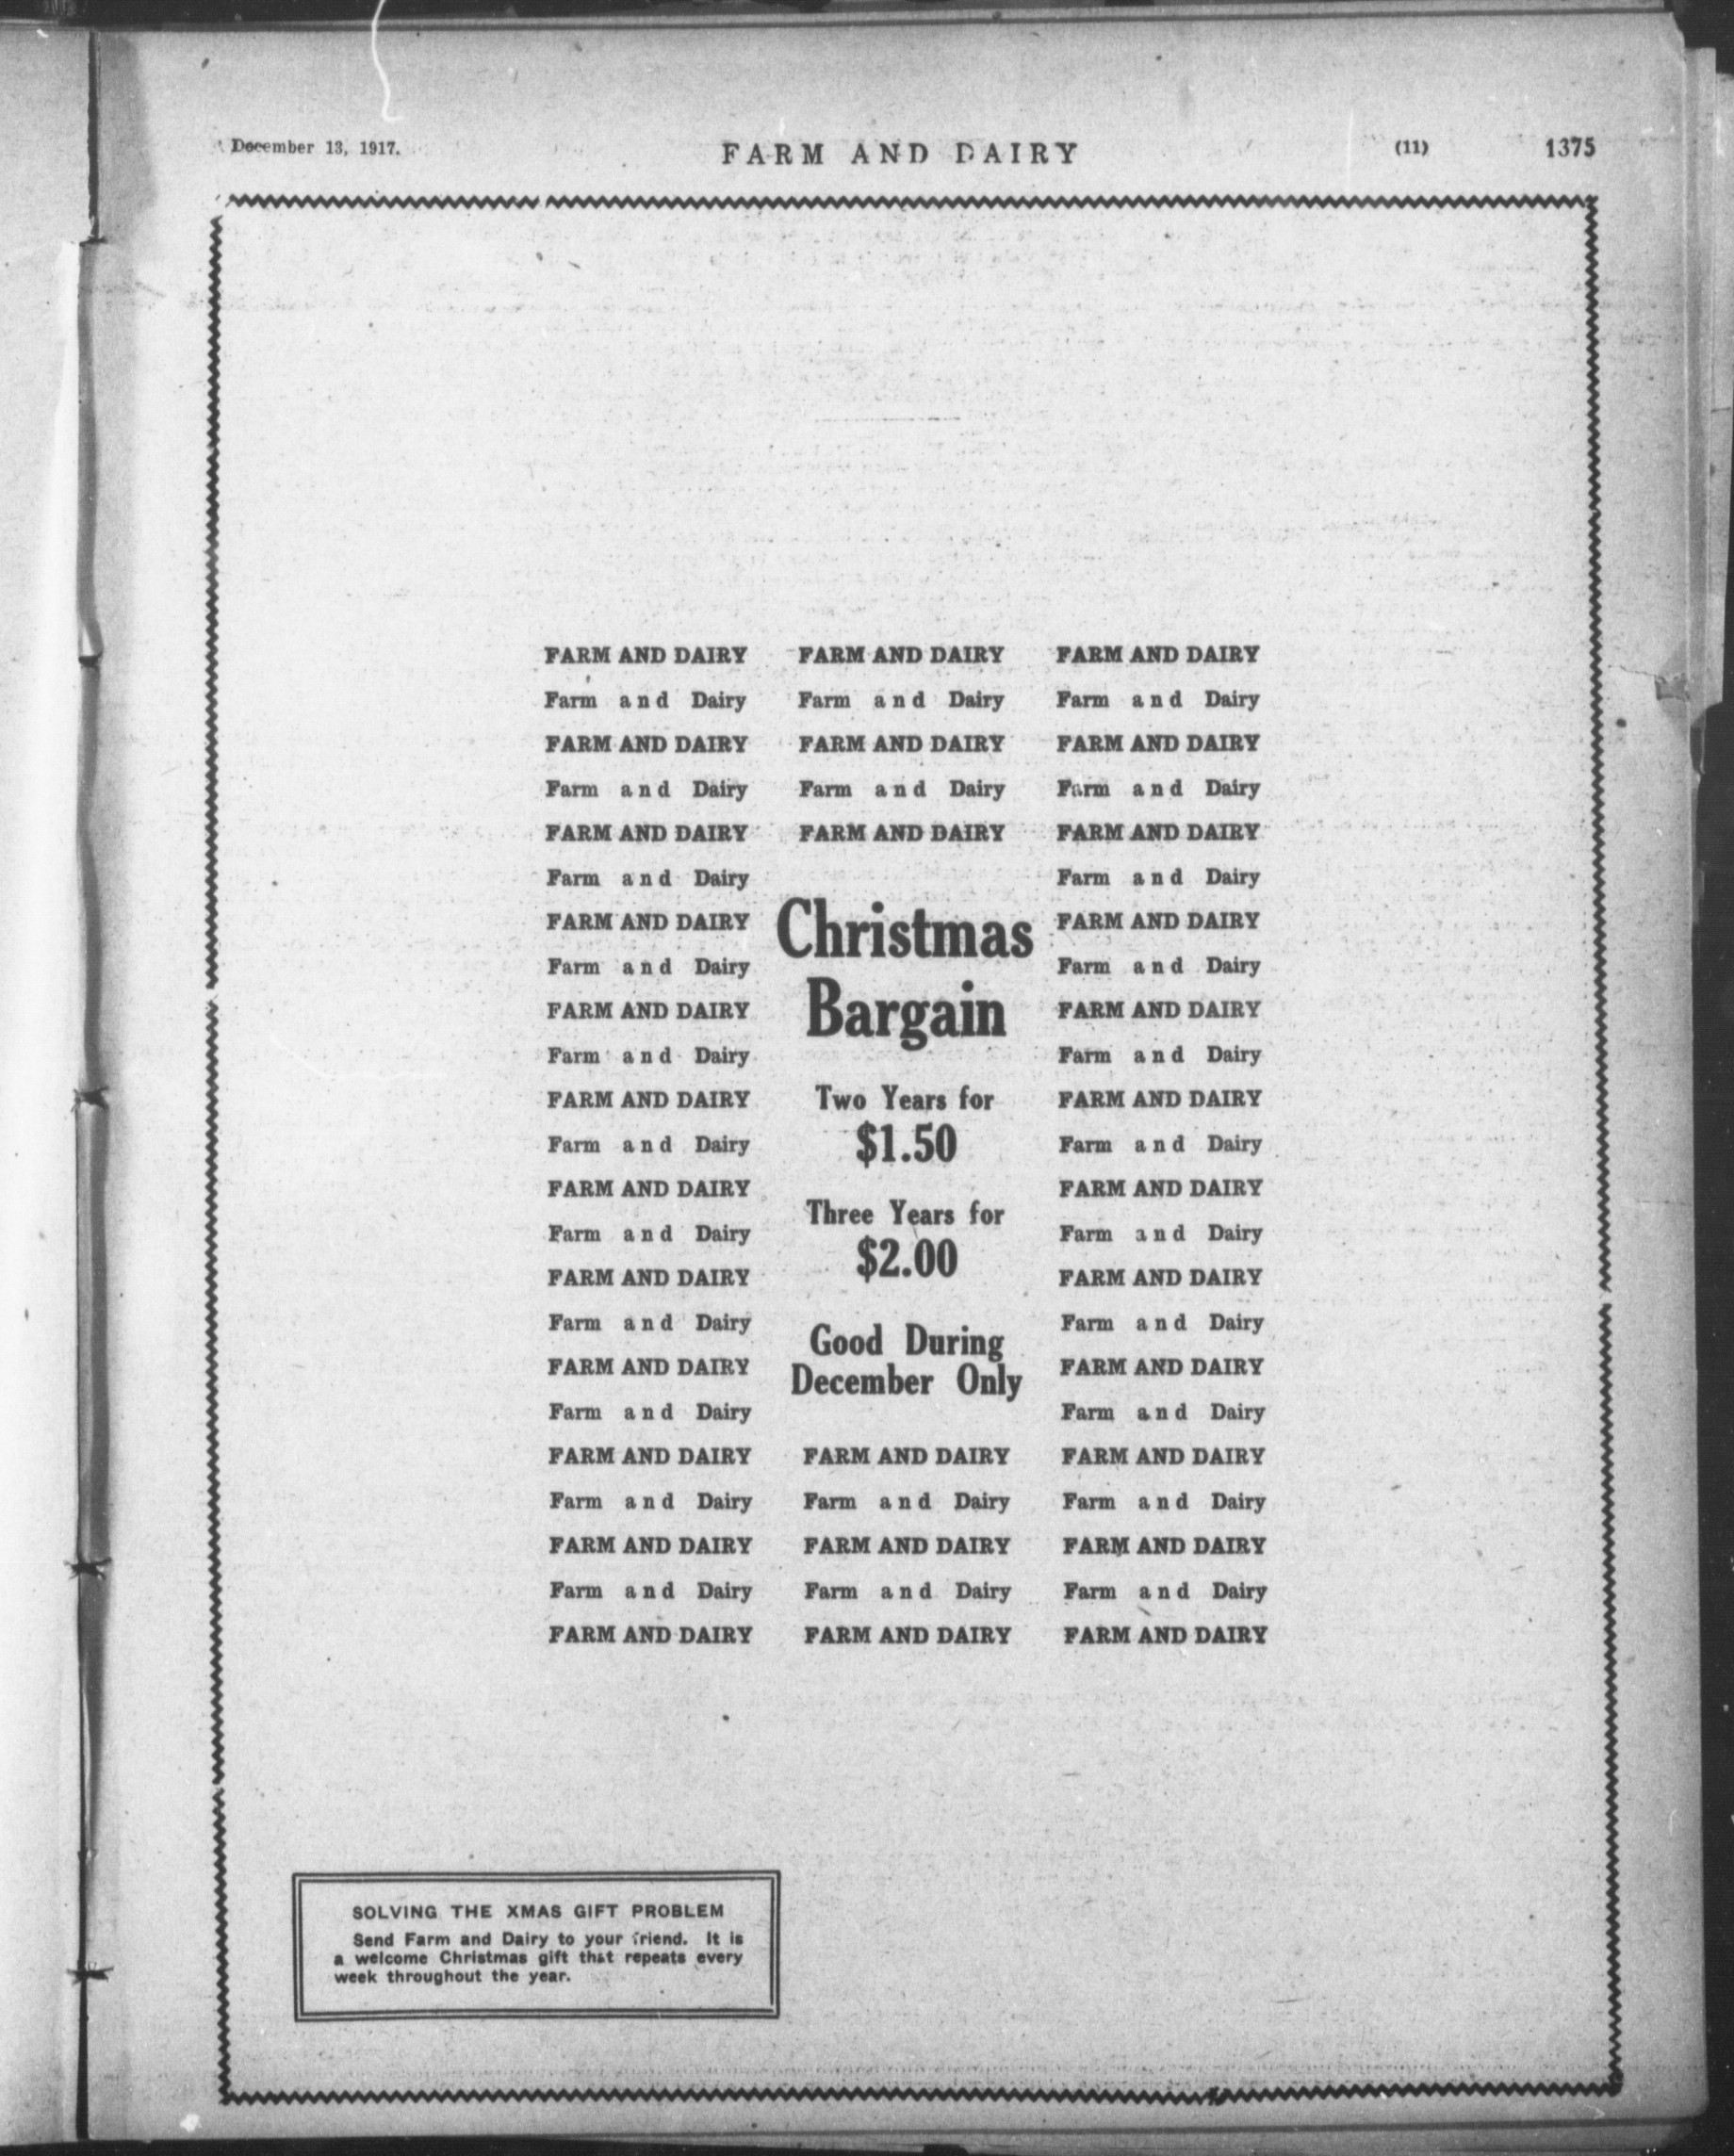 December 13, 1917.
FARM AND DAIRY
(11)
1375
FARM AND DAIRY
Farm and Dairy
FARM AND DAIRY
Farm and Dairy
FARM AND DAIRY
Farm and Dairy
FARM AND DAIRY
Farm and Dairy
FARM AND DAIRY
Farm and Dairy
FARM AND DAIRY
Farm and Dairy
FARM AND DAIRY
Farm and Dairy
FARM AND DAIRY
Farm and Dairy
FARM AND DAIRY
Farm and Dairy
FARM AND DAIRY
Farm and Dairy
FARM AND DAIRY
Farm and Dairy
FARM AND DAIRY
FARM AND DAIRY
Farm and Dairy
FARM AND DAIRY
Farm and Dairy
FARM AND DAIRY
Christmas
Bargain
Two Years for
$1.50
Three Years for
$2.00
Good During
December Only
FARM AND DAIRY
Farm and Dairy
FARM AND DAIRY
Farm and Dairy
FARM AND DAIRY
FARM AND DAIRY
Farm and Dairy
FARM AND DAIRY
Farm and Dairy
FARM AND DAIRY
Farm and Dairy
FARM AND DAIRY
Farm and Dairy
FARM AND DAIRY
Farm and Dairy
FARM AND DAIRY
Farm and Dairy
FARM AND DAIRY
Farm and Dairy
FARM AND DAIRY
Farm and Dairy
FARM AND DAIRY
Farm and Dairy
FARM AND DAIRY
Farm and Dairy
FARM AND DAIRY
Farm and Dairy
FARM AND DAIRY
SOLVING THE XMAS GIFT PROBLEM
Send Farm and Dairy to your friend. It is
a welcome Christmas gift that repeats every
week throughout the year.